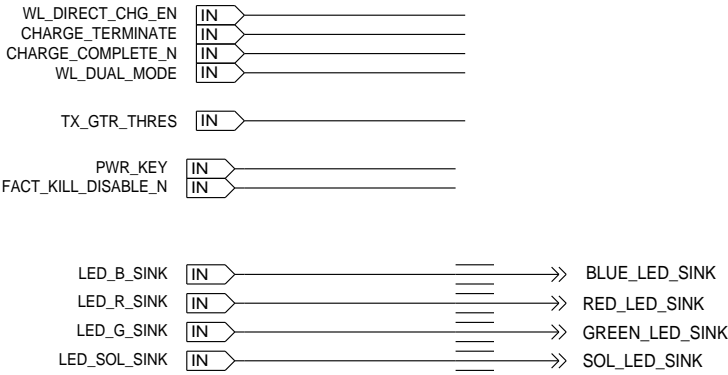 WL_DIRECT_CHG_EN IN
CHARGE_TERMINATE IN
CHARGE_COMPLETE_N IN
WL_DUAL_MODE IN
TX_GTR_THRES IN
PWR_KEY IN
FACT_KILL_DISABLE_N IN
LED_B_SINK IN BLUE_LED_SINK
LED_R_SINK IN RED_LED_SINK
LED_G_SINK IN GREEN_LED_SINK
LED_SOL_SINK IN SOL_LED_SINK